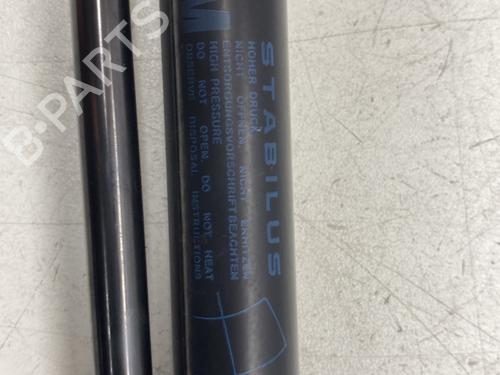 M
STABILUS
HOHER DRUCK
NICHT ÖFFNEN. NICHT ERHITZEN
ENTSORGUNGSVORSCHRIFT BEACHTEN
HIGH PRESSURE
DO NOT OPEN. DO NOT HEAT
OBSERVE DISPOSAL INSTRUCTIONS
B-PARTS